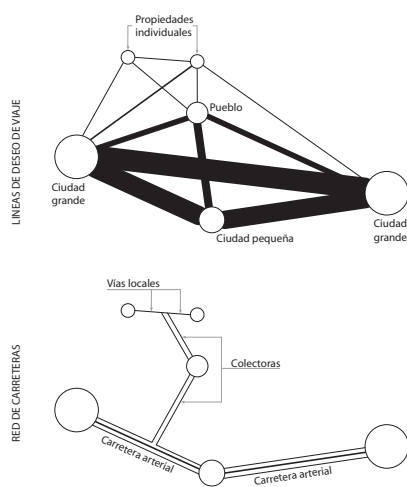 Propiedades
individuales
Pueblo
Ciudad
grande
Ciudad pequeña
Ciudad
grande
LINEAS DE DESEO DE VIAJE
Vías locales
Colectoras
Carretera arterial
Carretera arterial
RED DE CARRETERAS